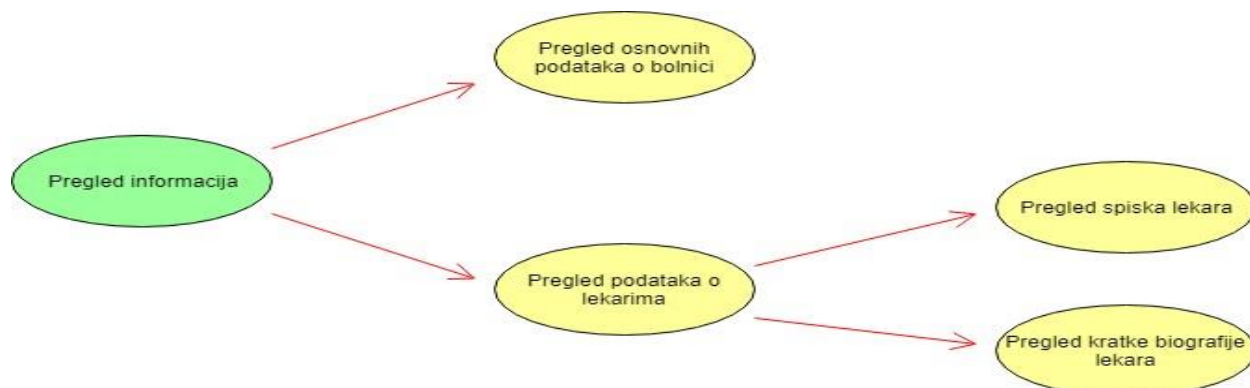 Pregled osnovnih
podataka o bolnici
Pregled informacija
Pregled spiska lekara
Pregled podataka o
lekarima
Pregled kratke biografije
lekara